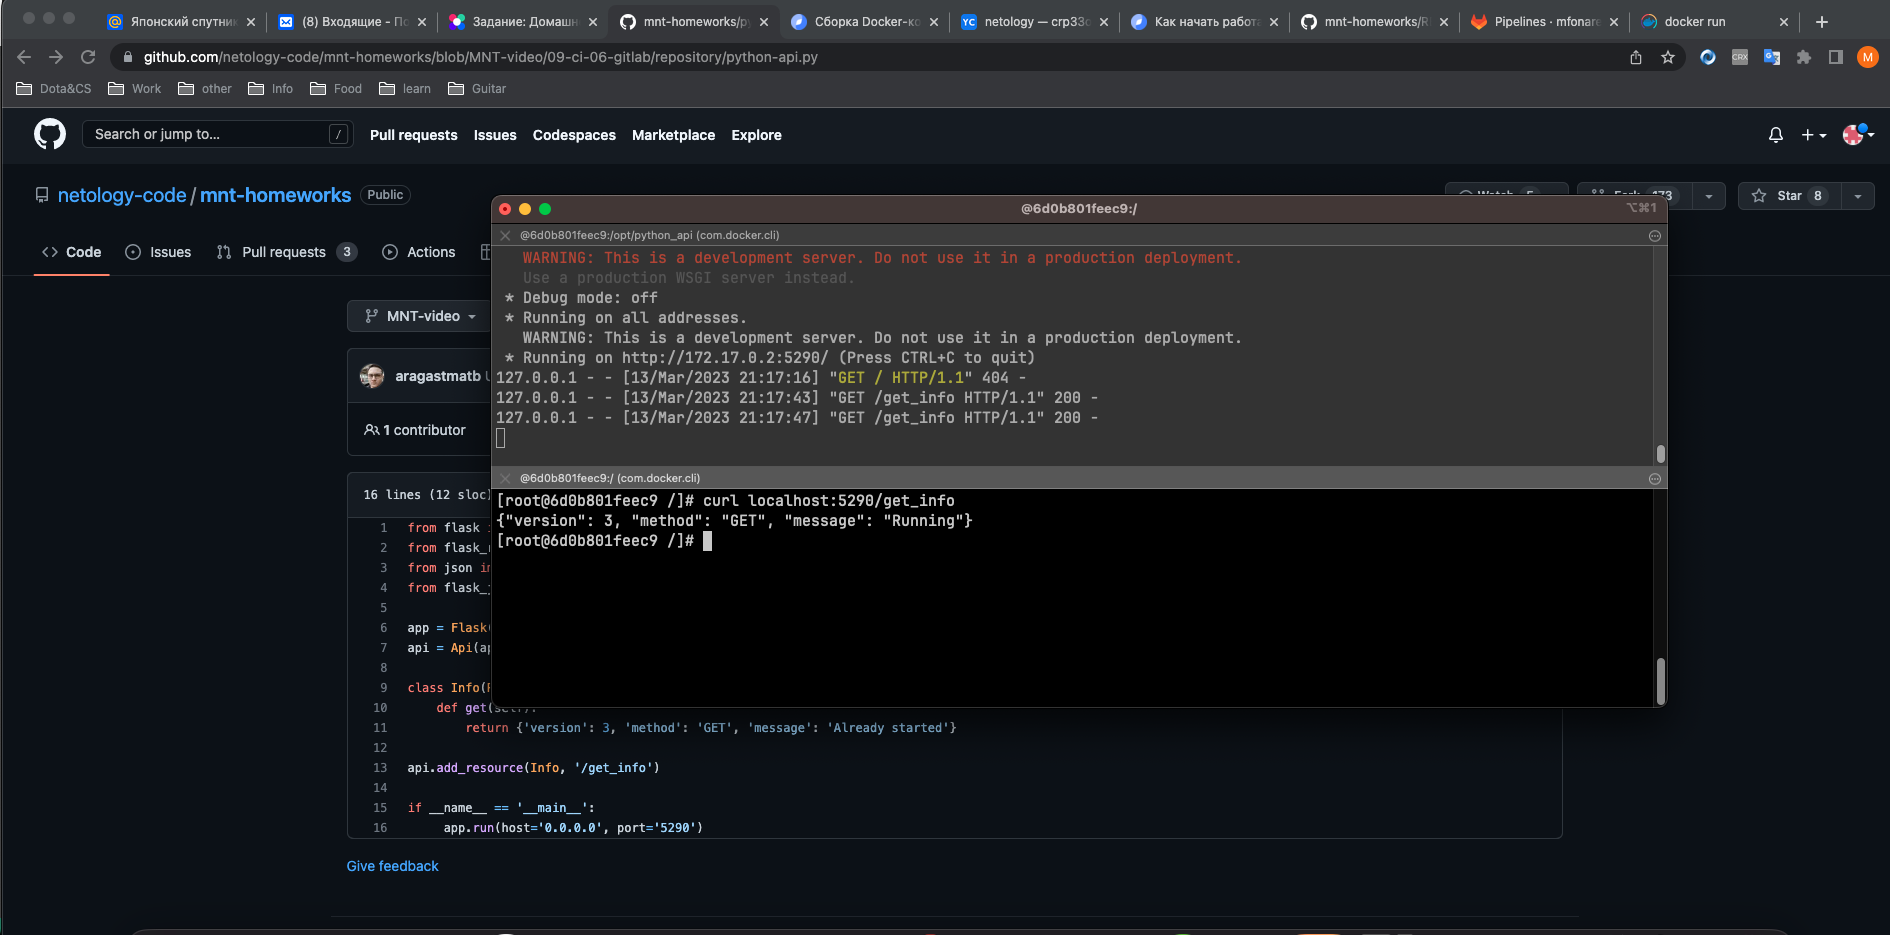 Японский спутник
(8) Входящие - По
Задание: Домашн
mnt-homeworks/py
Сборка Docker-ко
netology — crp33c
Как начать работа
mnt-homeworks/R
Pipelines · mfonare
docker run
github.com/netology-code/mnt-homeworks/blob/MNT-video/09-ci-06-gitlab/repository/python-api.py
CRX
M
Dota&CS
Work
other
Info
Food
learn
Guitar
Search or jump to...
/
Pull requests
Issues
Codespaces
Marketplace
Explore
netology-code / mnt-homeworks
Public
Watch 5
Fork 173
Star 8
Code
Issues
Pull requests 3
Actions
MNT-video
aragastmatb
1 contributor
16 lines (12 sloc)
1 from flask
2 from flask_
3 from json im
4 from flask_
5
6 app = Flask(
7 api = Api(ap
8
9 class Info(R
10 def get(self):
11 return {'version': 3, 'method': 'GET', 'message': 'Already started'}
12
13 api.add_resource(Info, '/get_info')
14
15 if __name__ == '__main__':
16 app.run(host='0.0.0.0', port='5290')
Give feedback
@6d0b801feec9:/
⌥⌘1
@6d0b801feec9:/opt/python_api (com.docker.cli)
WARNING: This is a development server. Do not use it in a production deployment.
Use a production WSGI server instead.
* Debug mode: off
* Running on all addresses.
WARNING: This is a development server. Do not use it in a production deployment.
* Running on http://172.17.0.2:5290/ (Press CTRL+C to quit)
127.0.0.1 - - [13/Mar/2023 21:17:16] "GET / HTTP/1.1" 404 -
127.0.0.1 - - [13/Mar/2023 21:17:43] "GET /get_info HTTP/1.1" 200 -
127.0.0.1 - - [13/Mar/2023 21:17:47] "GET /get_info HTTP/1.1" 200 -
@6d0b801feec9:/ (com.docker.cli)
[root@6d0b801feec9 /]# curl localhost:5290/get_info
{"version": 3, "method": "GET", "message": "Running"}
[root@6d0b801feec9 /]#